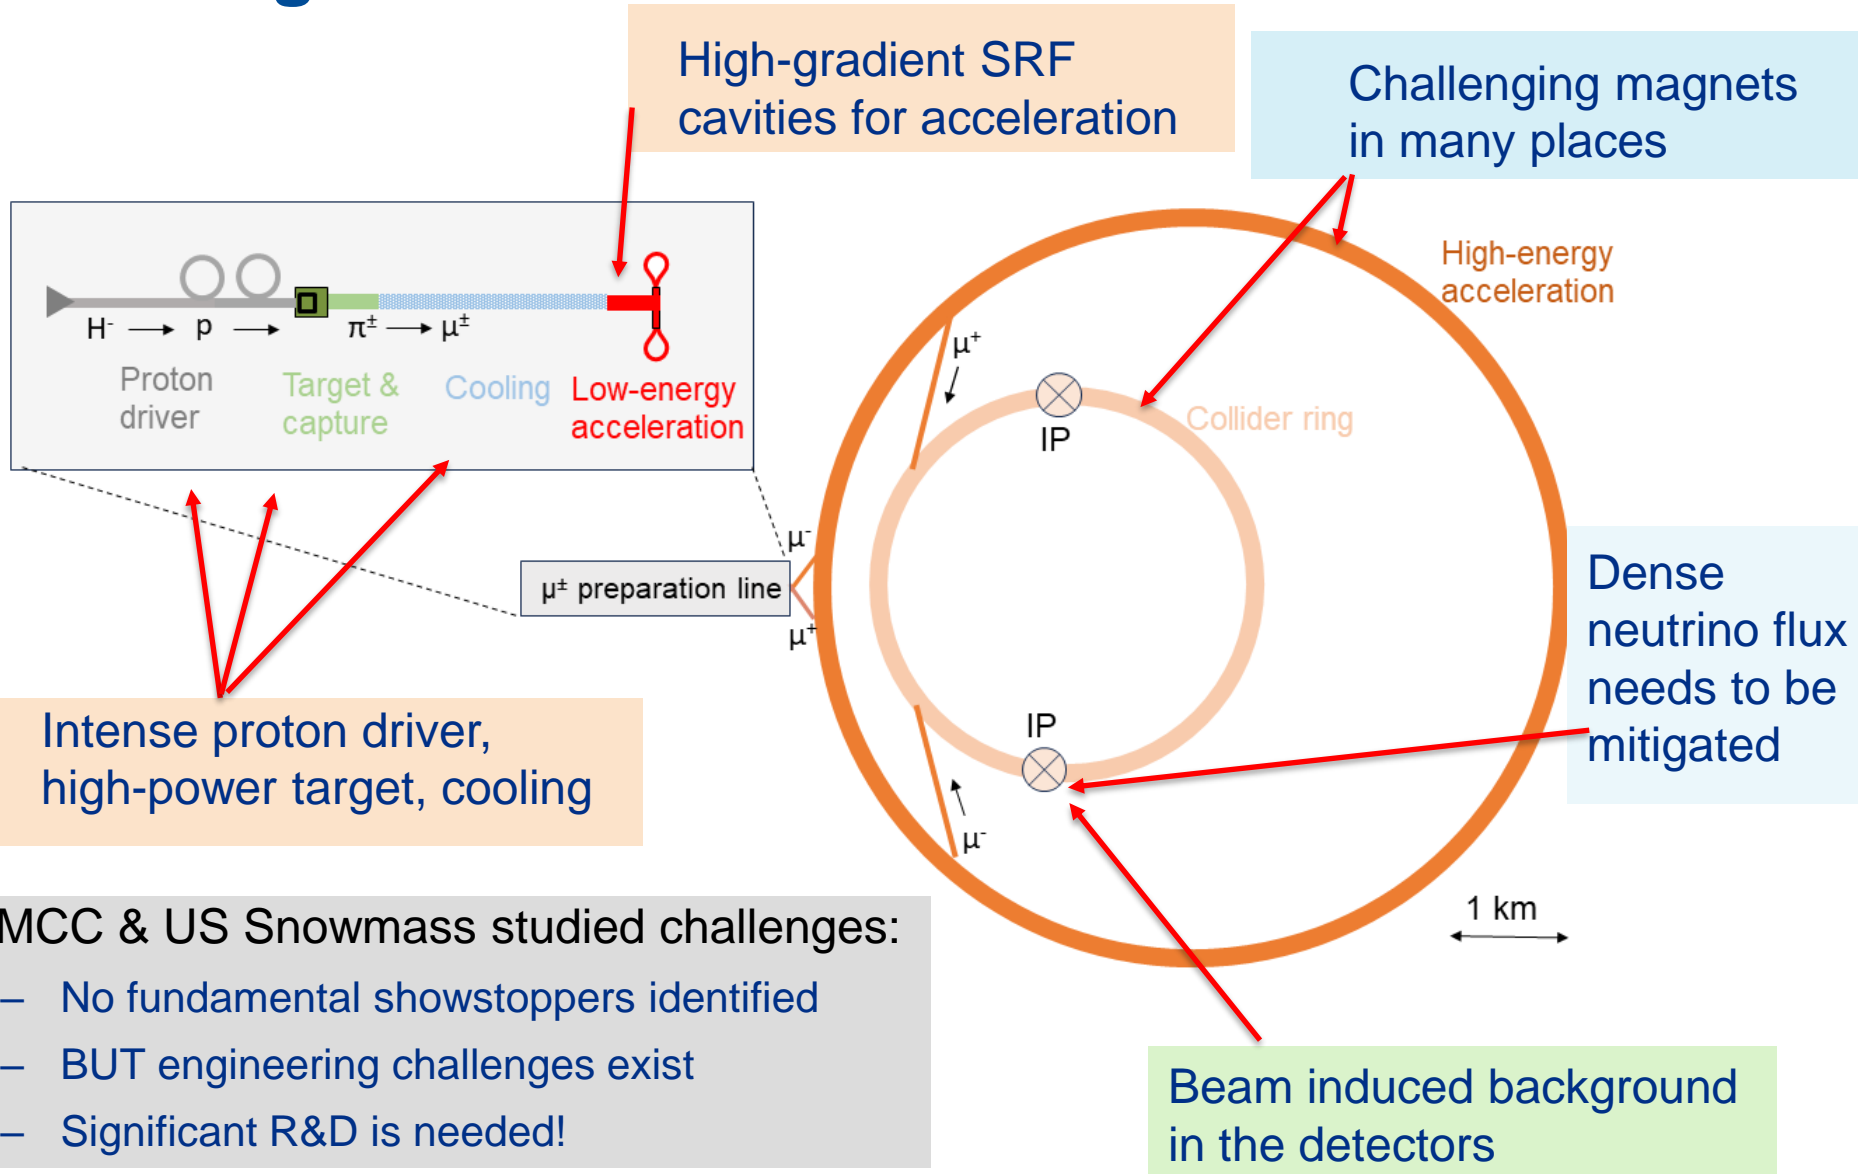 High-gradient SRF
cavities for acceleration
Challenging magnets
in many places
High-energy
acceleration
H⁻ → p →
π± → μ±
Proton
driver
Target &
capture
Cooling
Low-energy
acceleration
μ⁺
IP
Collider ring
μ⁻
μ± preparation line
μ⁺
Dense
neutrino flux
needs to be
mitigated
Intense proton driver,
high-power target, cooling
IP
μ⁻
1 km
MCC & US Snowmass studied challenges:
– No fundamental showstoppers identified
– BUT engineering challenges exist
– Significant R&D is needed!
Beam induced background
in the detectors